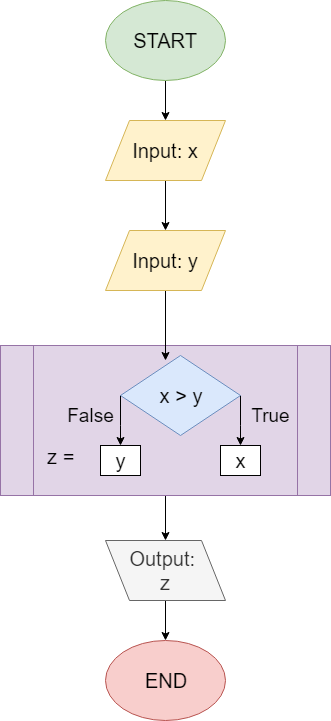 START
Input: x
Input: y
x > y
False
True
z =
y
x
Output:
z
END